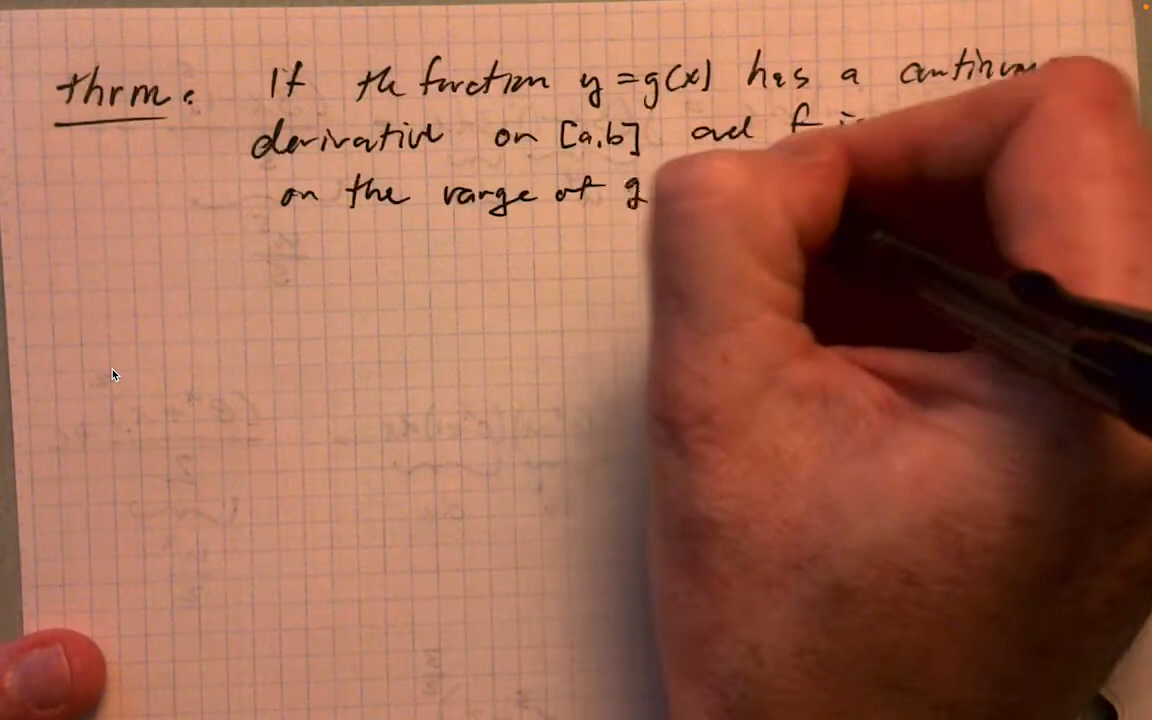 thrm: If the function y = g(x) has a
derivative on [a,b] and f
on the range of g